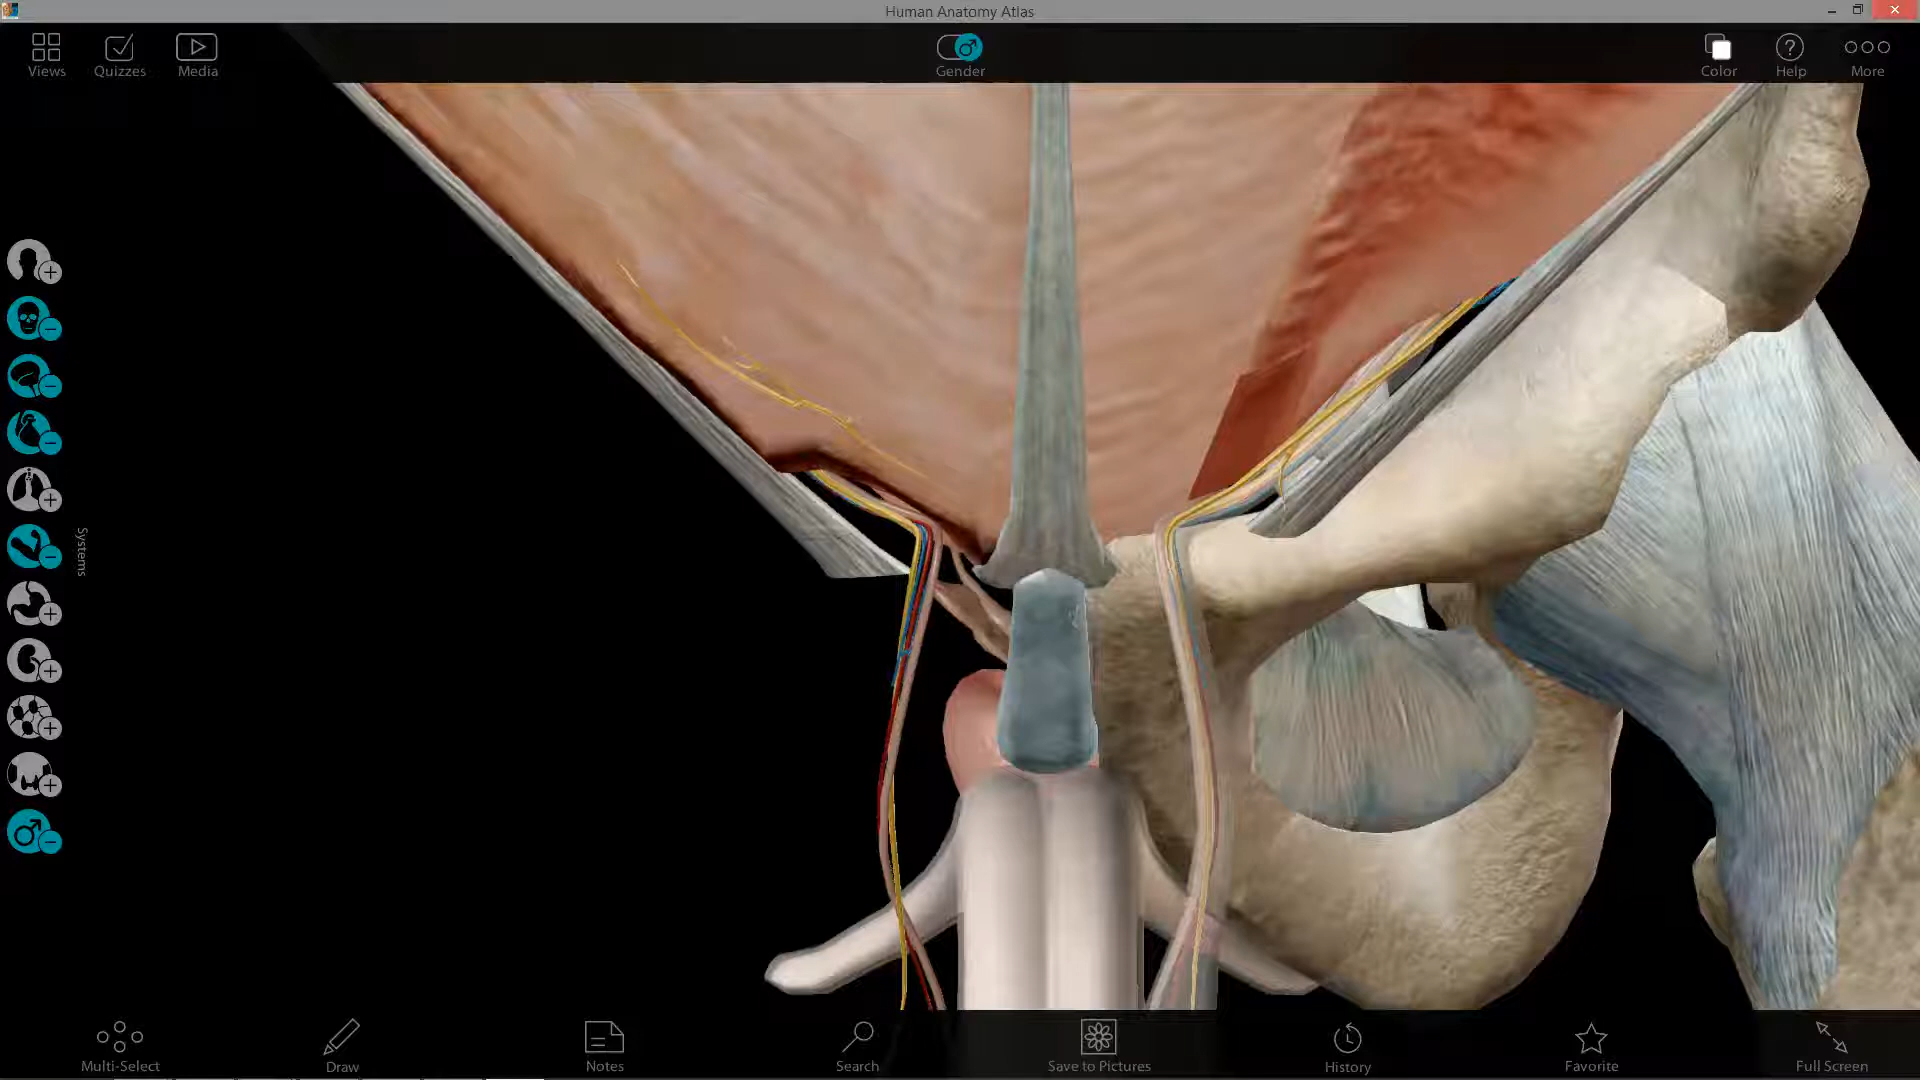 Human Anatomy Atlas
Views
Quizzes
Media
Gender
Color
Help
More
Systems
Multi-Select
Draw
Notes
Search
Save to Pictures
History
Favorite
Full Screen